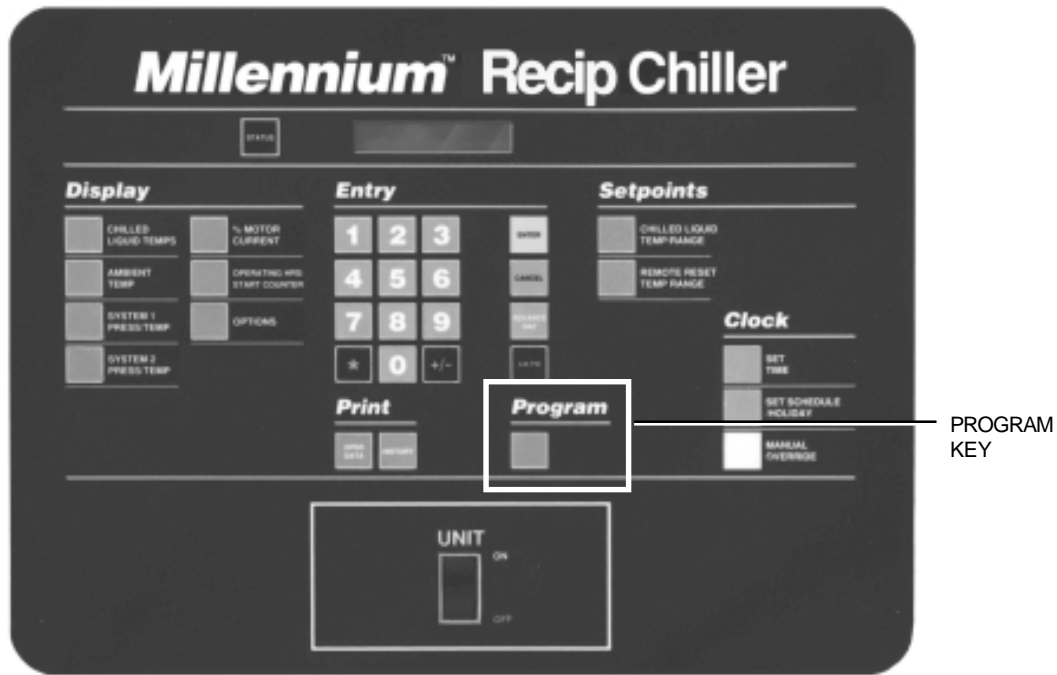 Millennium™ Recip Chiller
STATUS
Display
CHILLED
LIQUID TEMPS
% MOTOR
CURRENT
AMBIENT
TEMP
OPERATING HRS
START COUNTER
SYSTEM 1
PRESS/TEMP
OPTIONS
SYSTEM 2
PRESS/TEMP
Entry
1 2 3
4 5 6
7 8 9
* 0 +/-
ENTER
CANCEL
ADVANCE
DAY
AM/PM
Setpoints
CHILLED LIQUID
TEMP RANGE
REMOTE RESET
TEMP RANGE
Clock
SET
TIME
SET SCHEDULE
HOLIDAY
MANUAL
OVERRIDE
Print
OPER
DATA
HISTORY
Program
PROGRAM
KEY
UNIT
ON
OFF